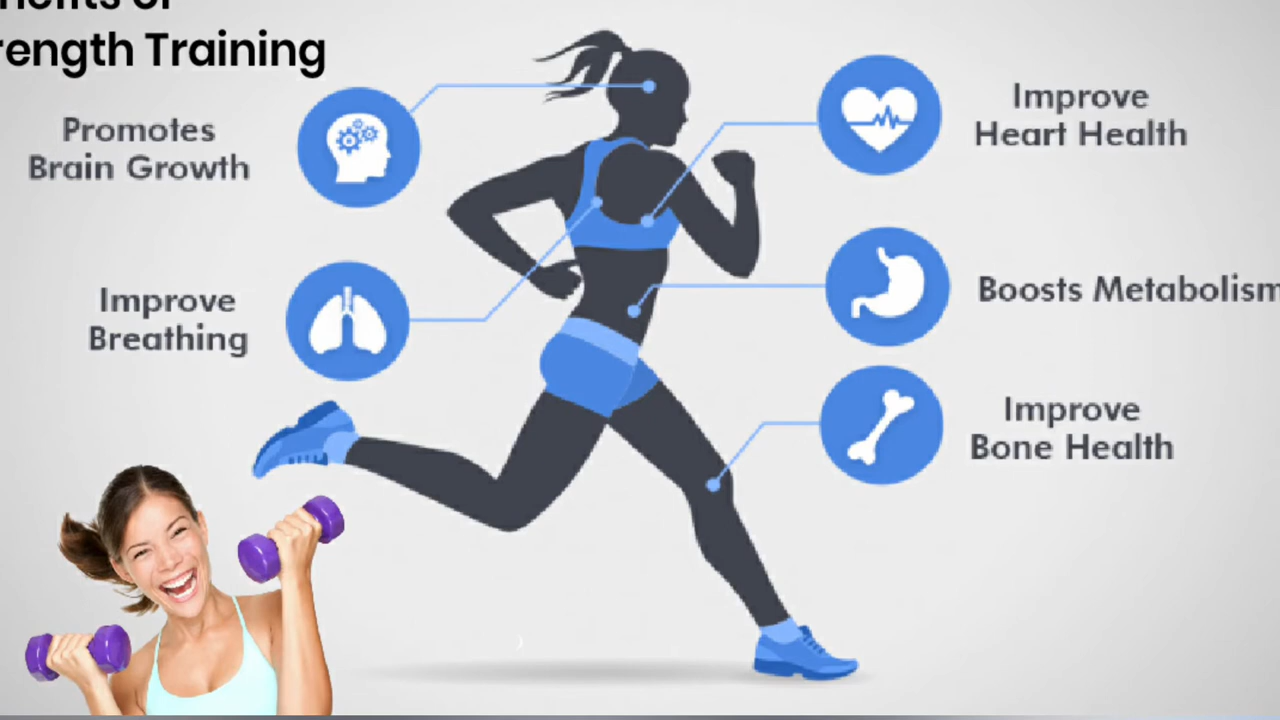 rength Training
Promotes
Brain Growth
Improve
Breathing
Improve
Heart Health
Boosts Metabolism
Improve
Bone Health